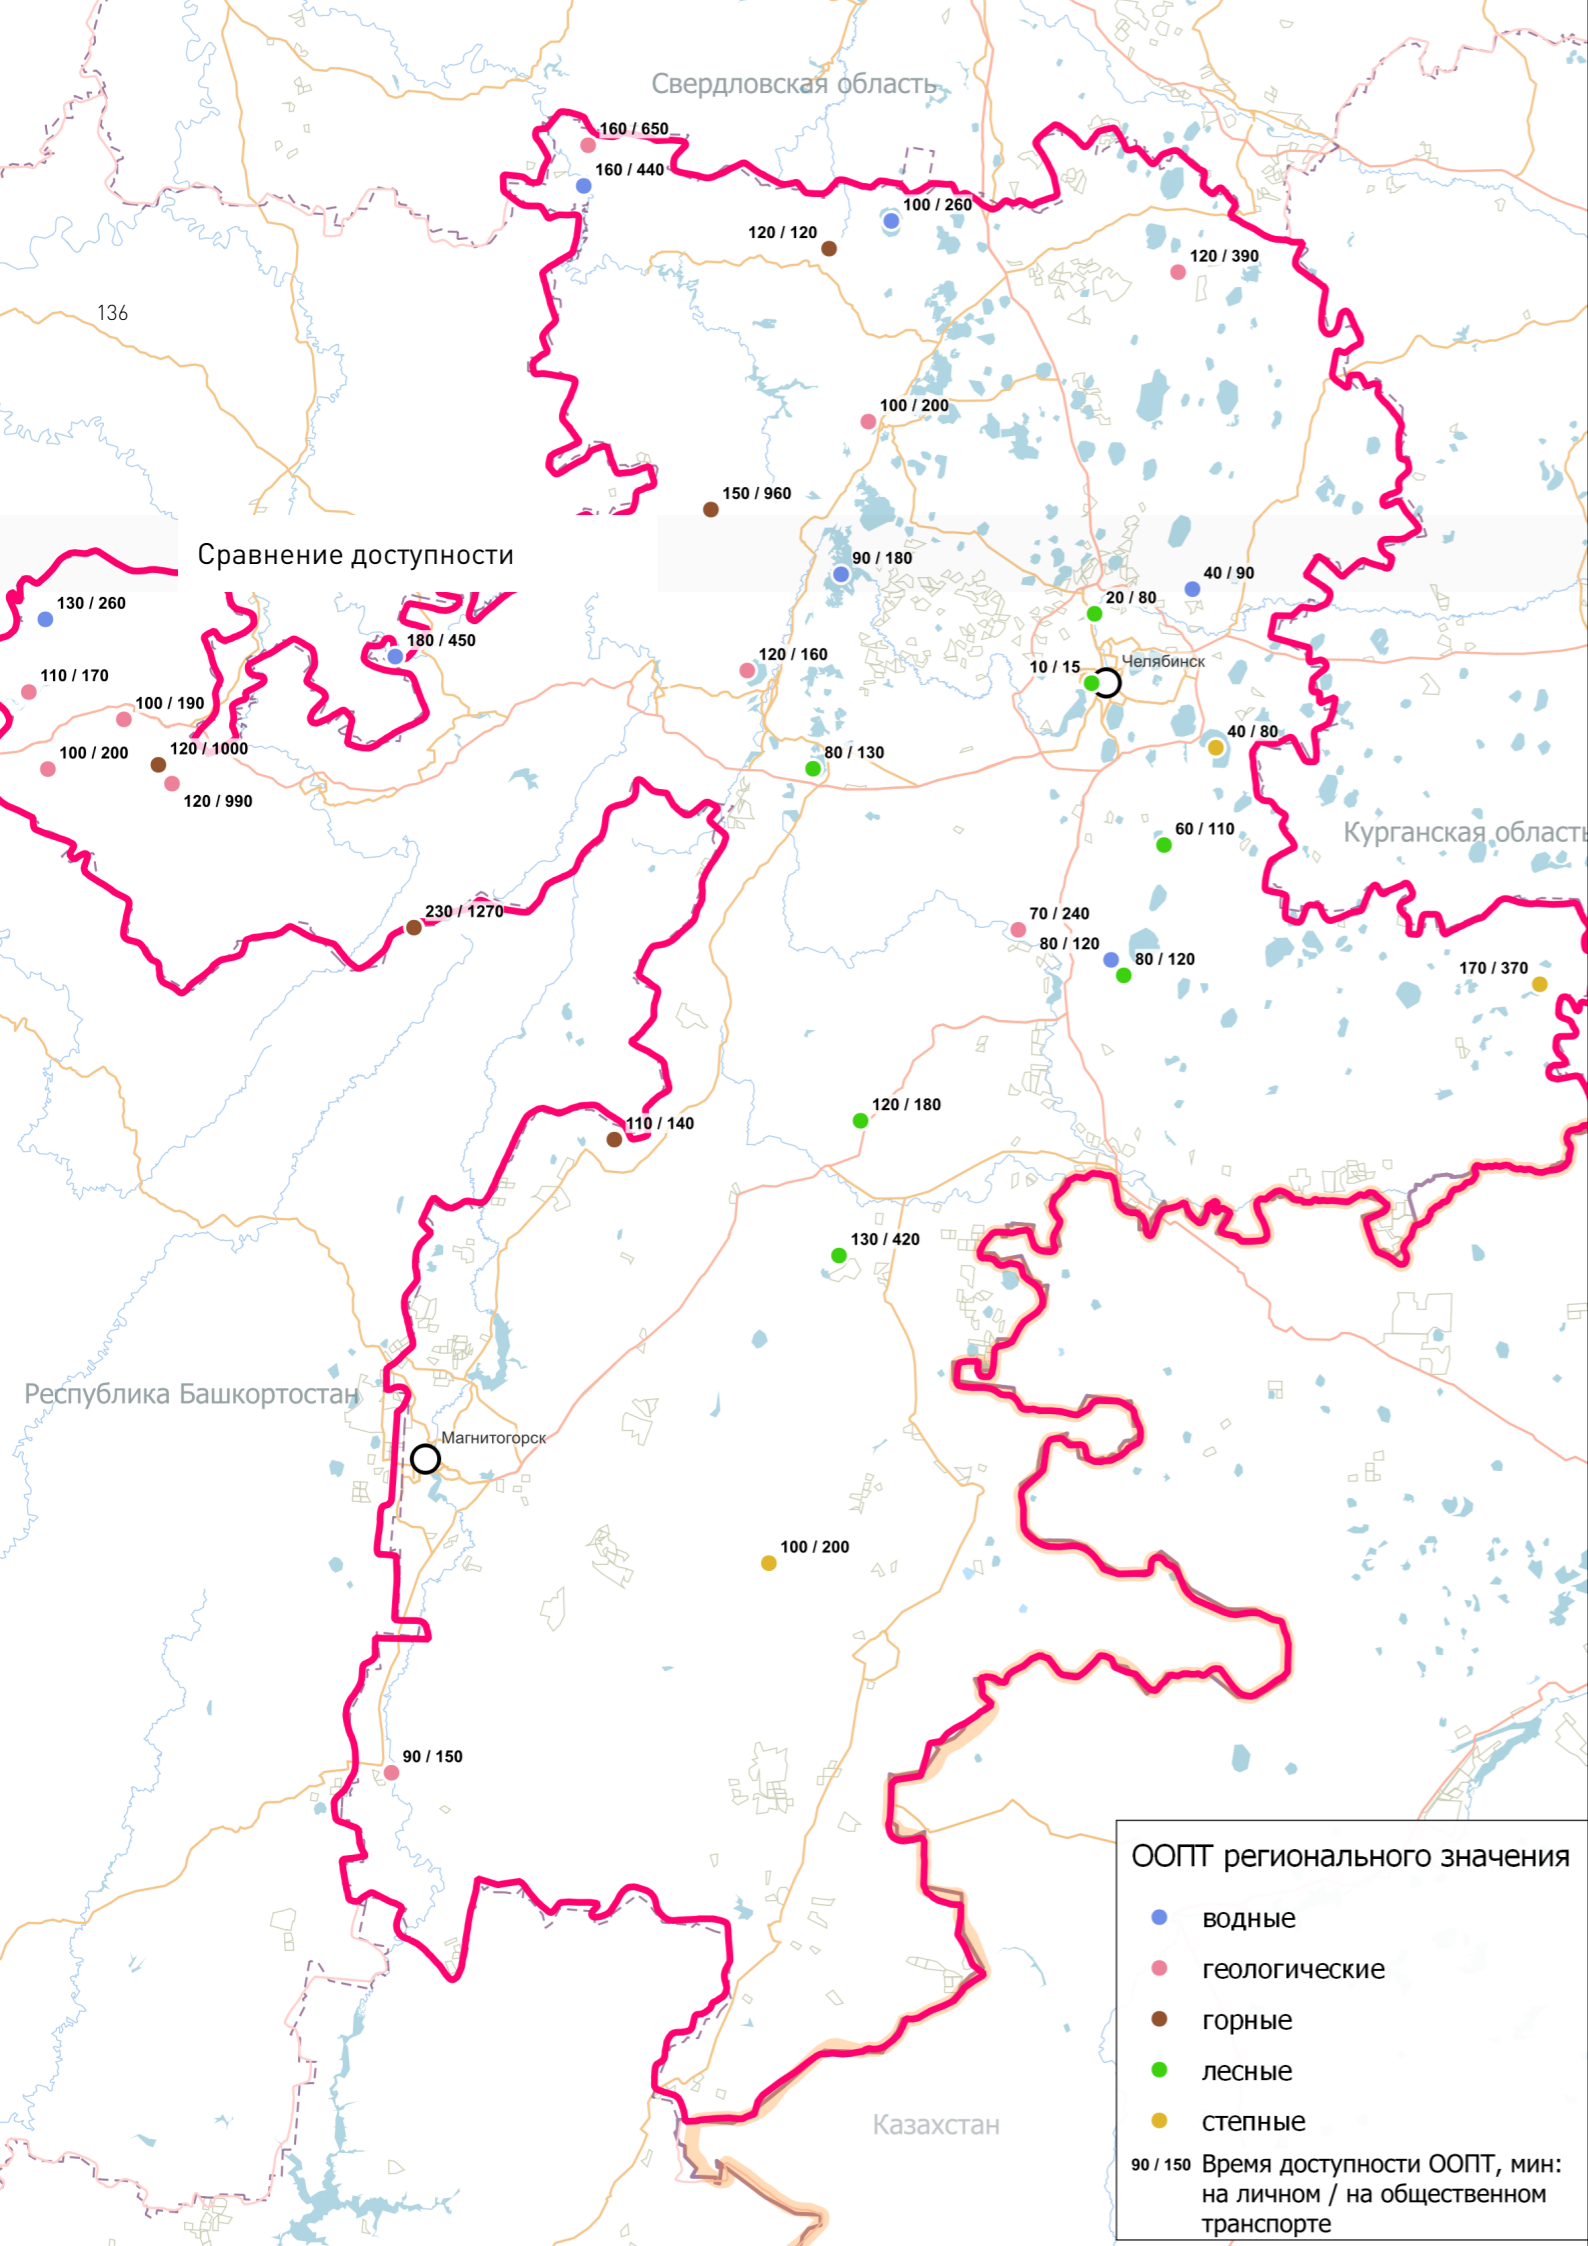 Свердловская область
160 / 650
160 / 440
100 / 260
120 / 120
120 / 390
136
100 / 200
150 / 960
Сравнение доступности
90 / 180
40 / 90
130 / 260
20 / 80
180 / 450
10 / 15
Челябинск
120 / 160
110 / 170
100 / 190
40 / 80
120 / 1000
100 / 200
80 / 130
120 / 990
60 / 110
Курганская область
230 / 1270
70 / 240
80 / 120
80 / 120
170 / 370
120 / 180
110 / 140
130 / 420
Республика Башкортостан
Магнитогорск
100 / 200
90 / 150
Казахстан
ООПТ регионального значения
водные
геологические
горные
лесные
степные
90 / 150 Время доступности ООПТ, мин:
на личном / на общественном
транспорте